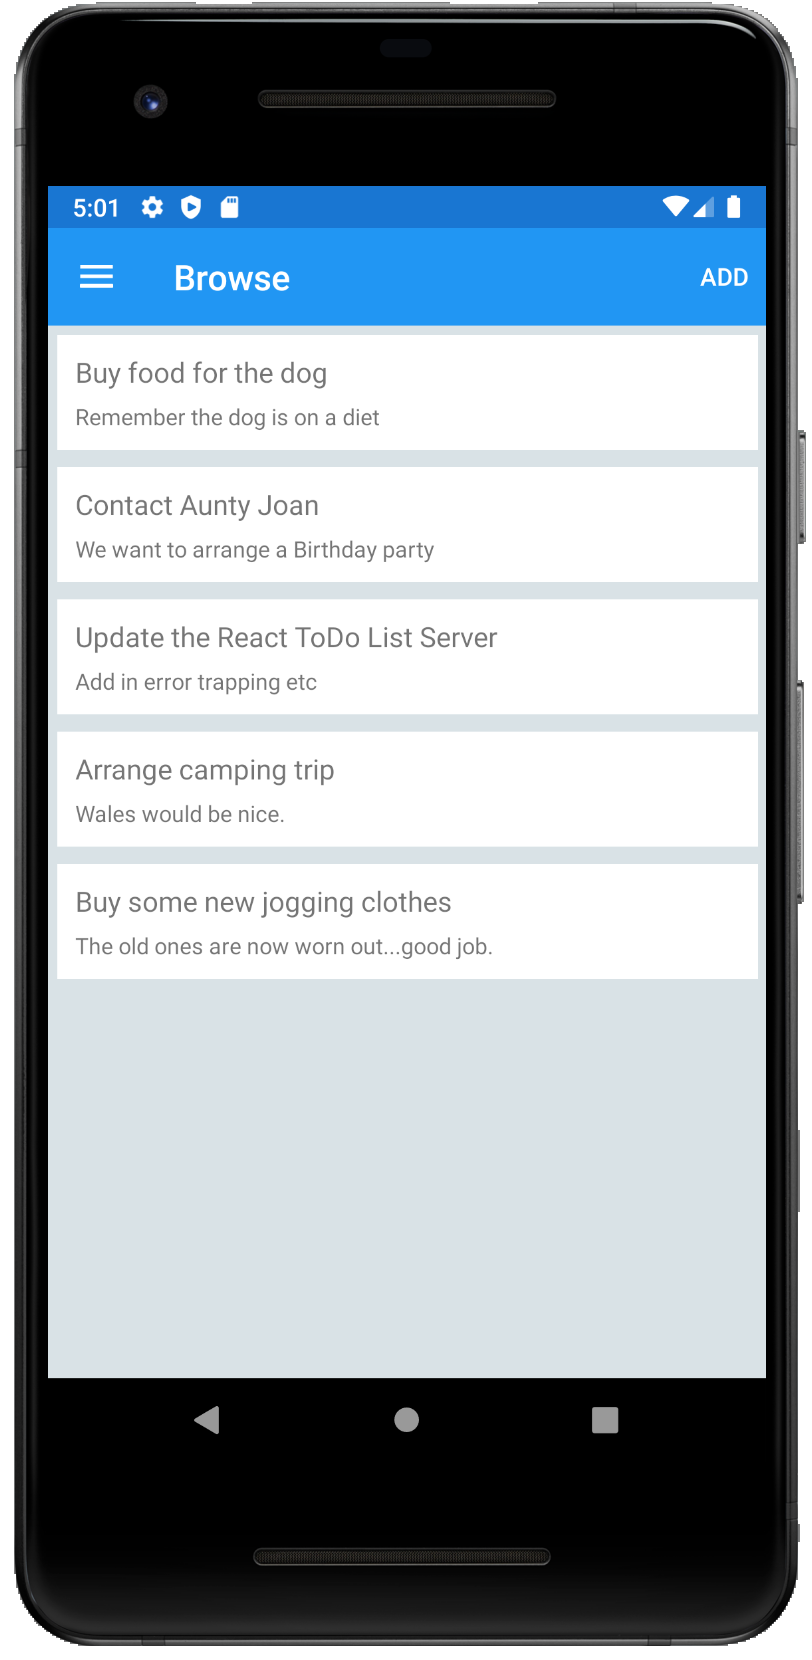 5:01
Browse
ADD
Buy food for the dog
Remember the dog is on a diet
Contact Aunty Joan
We want to arrange a Birthday party
Update the React ToDo List Server
Add in error trapping etc
Arrange camping trip
Wales would be nice.
Buy some new jogging clothes
The old ones are now worn out...good job.